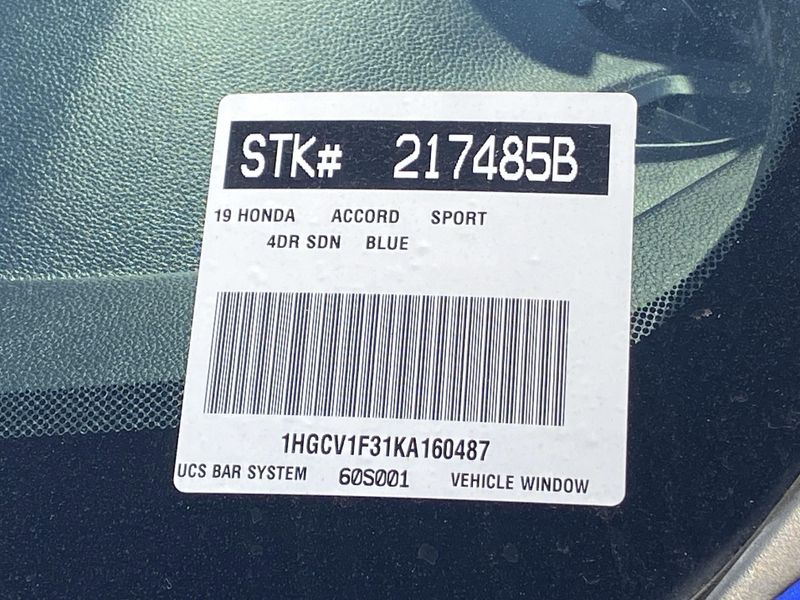 STK# 217485B
19 HONDA ACCORD SPORT
4DR SDN BLUE
1HGCV1F31KA160487
UCS BAR SYSTEM 60S001 VEHICLE WINDOW